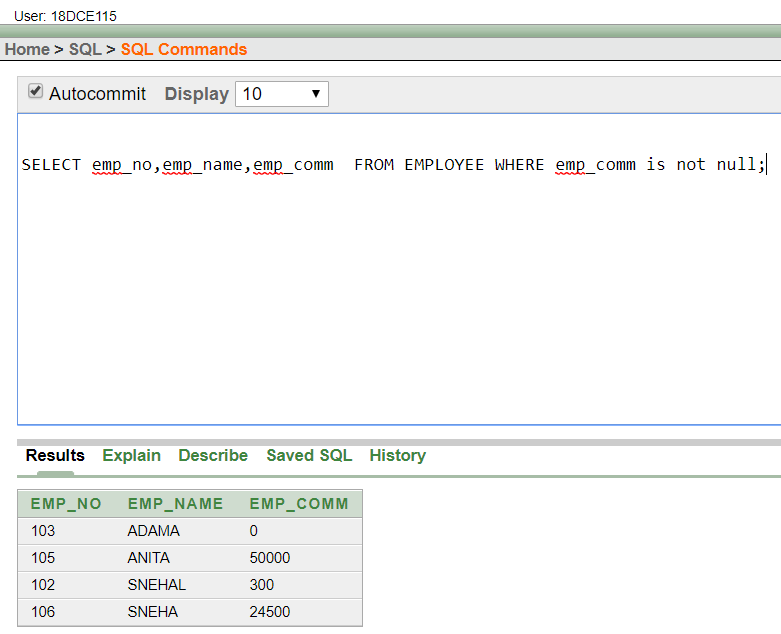 User: 18DCE115
Home > SQL > SQL Commands
Autocommit Display 10
SELECT emp_no,emp_name,emp_comm  FROM EMPLOYEE WHERE emp_comm is not null;
Results Explain Describe Saved SQL History
EMP_NO EMP_NAME EMP_COMM
103 ADAMA 0
105 ANITA 50000
102 SNEHAL 300
106 SNEHA 24500